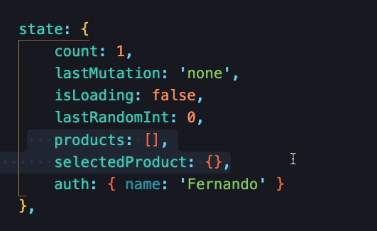 state: {
count: 1,
lastMutation: 'none',
isLoading: false,
lastRandomInt: 0,
products: [],
selectedProduct: {},
auth: { name: 'Fernando' }
},